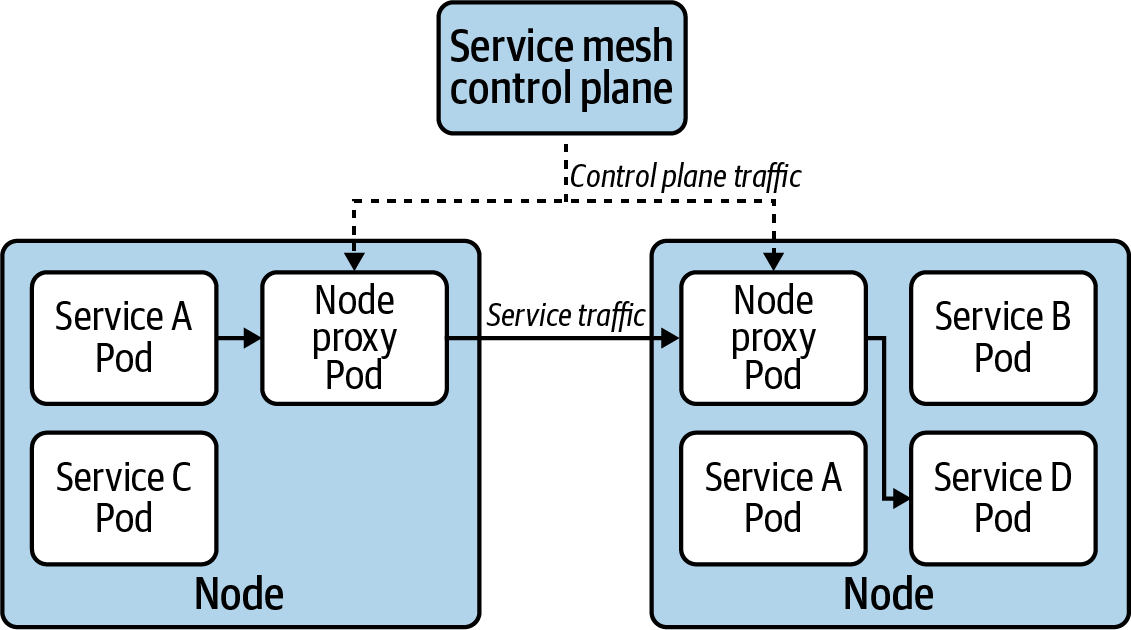 Service mesh
control plane
Control plane traffic
Service A
Pod
Node
proxy
Pod
Service traffic
Node
proxy
Pod
Service B
Pod
Service C
Pod
Service A
Pod
Service D
Pod
Node
Node